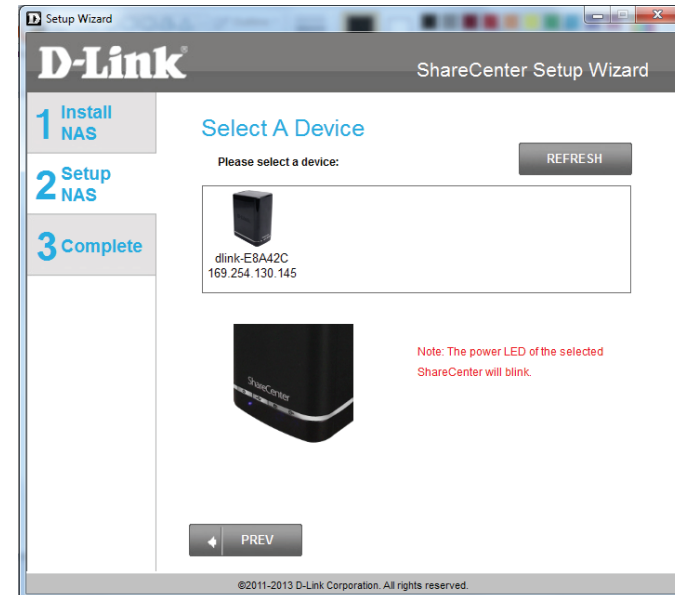 Setup Wizard
D-Link
ShareCenter Setup Wizard
1 Install
NAS
2 Setup
NAS
3 Complete
Select A Device
Please select a device:
REFRESH
dlink-E8A42C
169.254.130.145
ShareCenter
Note: The power LED of the selected
ShareCenter will blink.
PREV
©2011-2013 D-Link Corporation. All rights reserved.